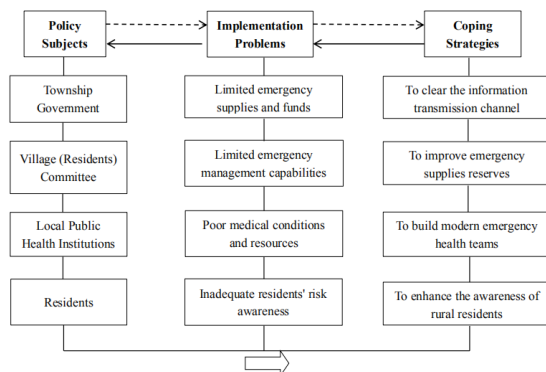 Policy
Subjects
Implementation
Problems
Coping
Strategies
Township
Government
Limited emergency
supplies and funds
To clear the information
transmission channel
Village (Residents)
Committee
Limited emergency
management capabilities
To improve emergency
supplies reserves
Local Public
Health Institutions
Poor medical conditions
and resources
To build modern emergency
health teams
Residents
Inadequate residents' risk
awareness
To enhance the awareness of
rural residents